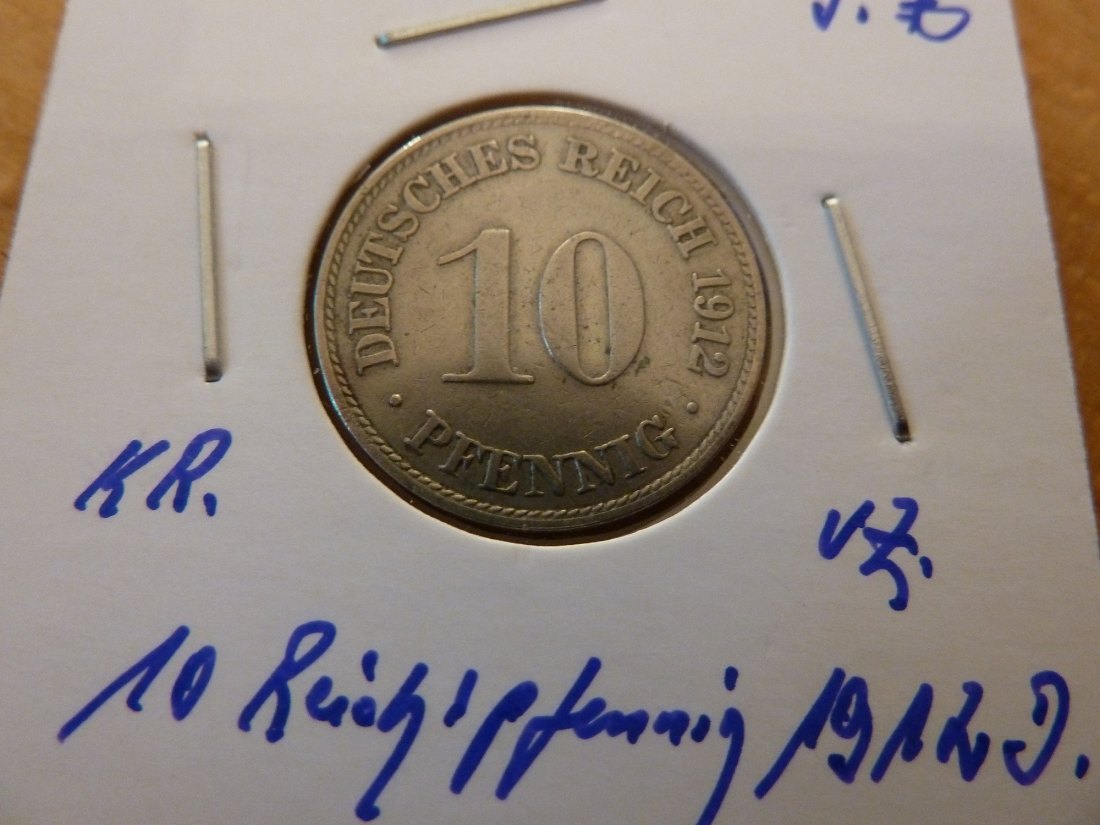 DEUTSCHES REICH 1912
10
PFENNIG
KR.
vz.
10 Reichspfennig 1912 D.